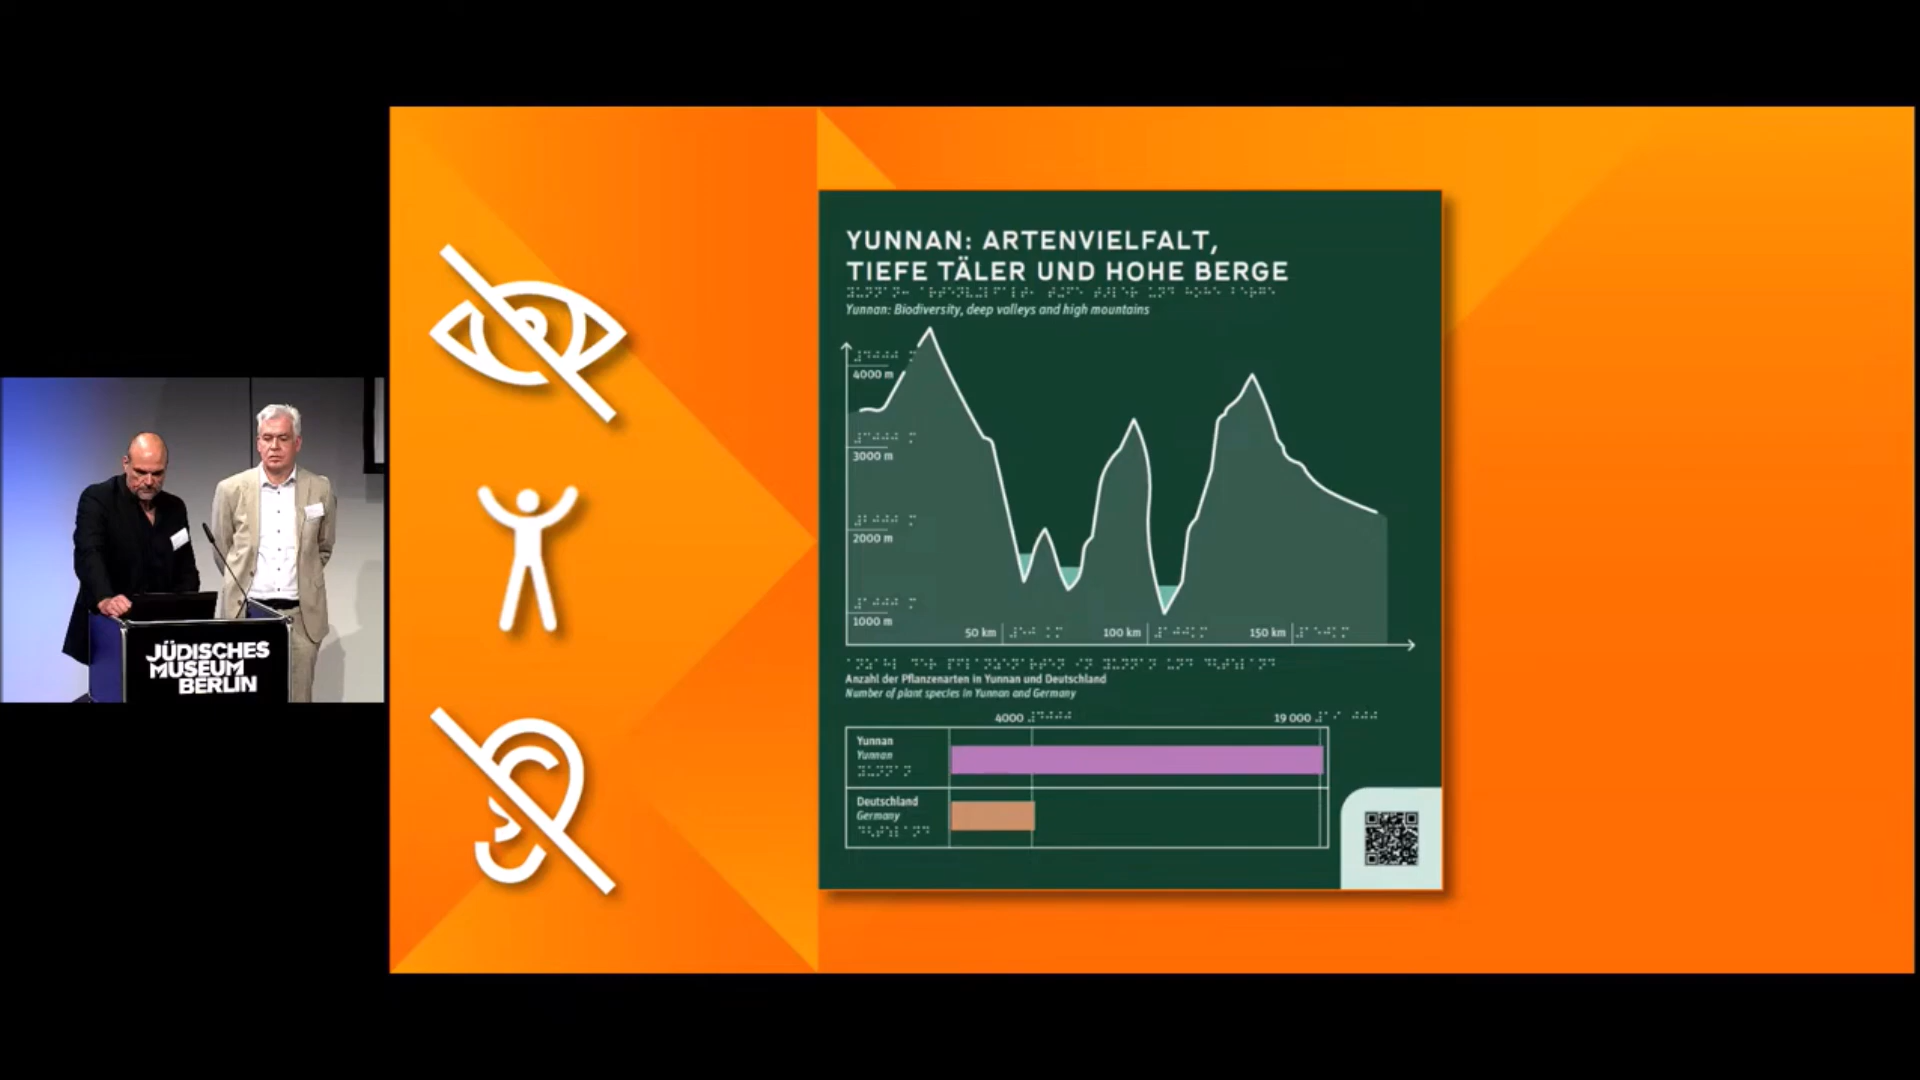 JÜDISCHES
MUSEUM
BERLIN
YUNNAN: ARTENVIELFALT,
TIEFE TÄLER UND HOHE BERGE
Yunnan: Biodiversity, deep valleys and high mountains
4000 m
3000 m
2000 m
1000 m
50 km
100 km
150 km
Anzahl der Pflanzenarten in Yunnan und Deutschland
Number of plant species in Yunnan and Germany
4000
19 000
Yunnan
Yunnan
Deutschland
Germany